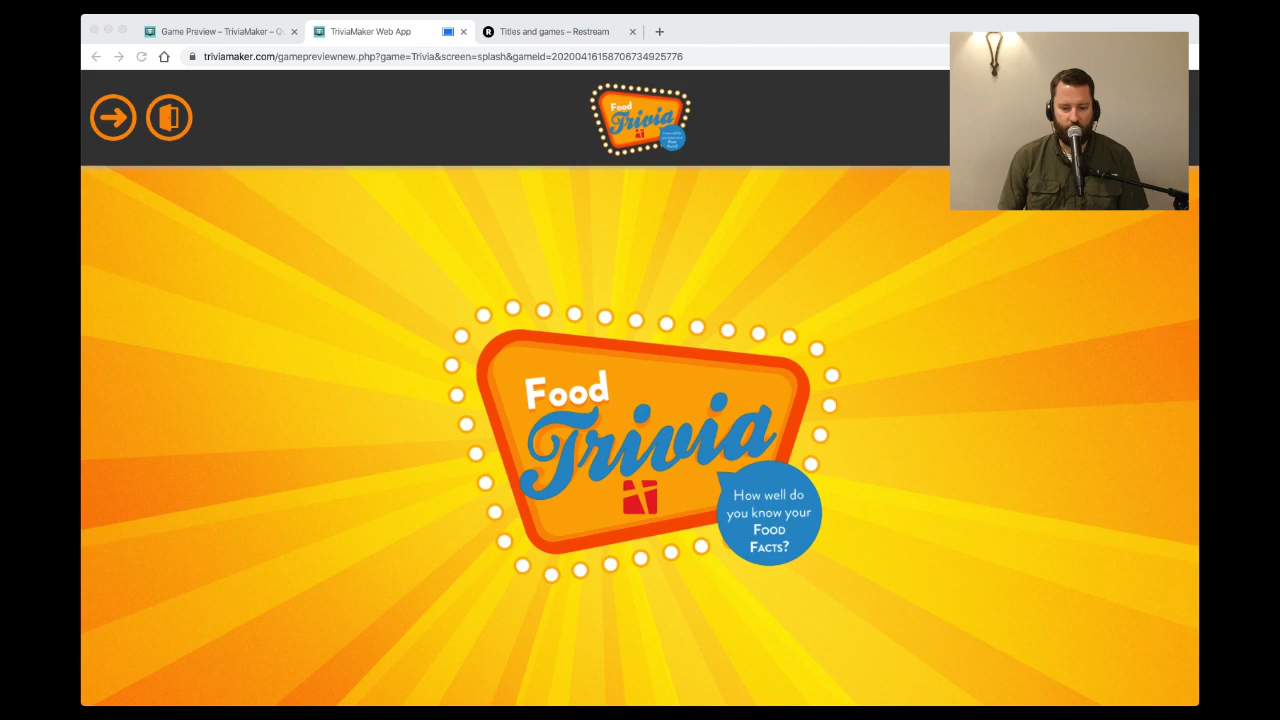 Game Preview – TriviaMaker – Q
TriviaMaker Web App
Titles and games – Restream
triviamaker.com/gamepreviewnew.php?game=Trivia&screen=splash&gameid=20200416158706734925776
Food
Trivia
Food
Trivia
How well do
you know your
Food
Facts?